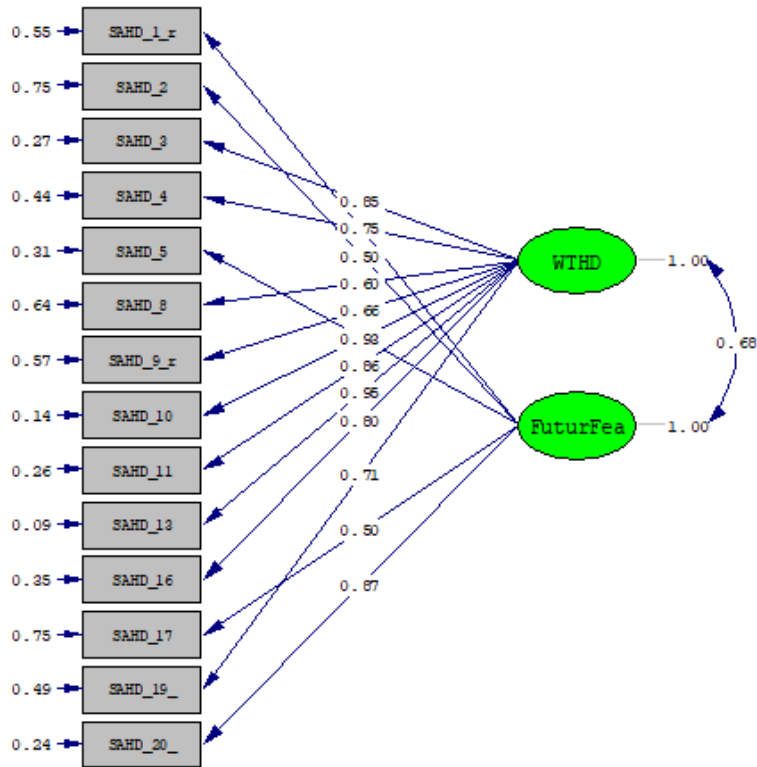 0.55 SAHD_1_r
0.75 SAHD_2
0.27 SAHD_3
0.44 SAHD_4
0.31 SAHD_5
0.64 SAHD_8
0.57 SAHD_9_r
0.14 SAHD_10
0.26 SAHD_11
0.09 SAHD_13
0.35 SAHD_16
0.75 SAHD_17
0.49 SAHD_19_
0.24 SAHD_20_
0.85
0.75
0.50
0.60
0.66
0.93
0.86
0.95
0.80
0.71
0.50
0.87
WTHD 1.00
0.68
FuturFea 1.00